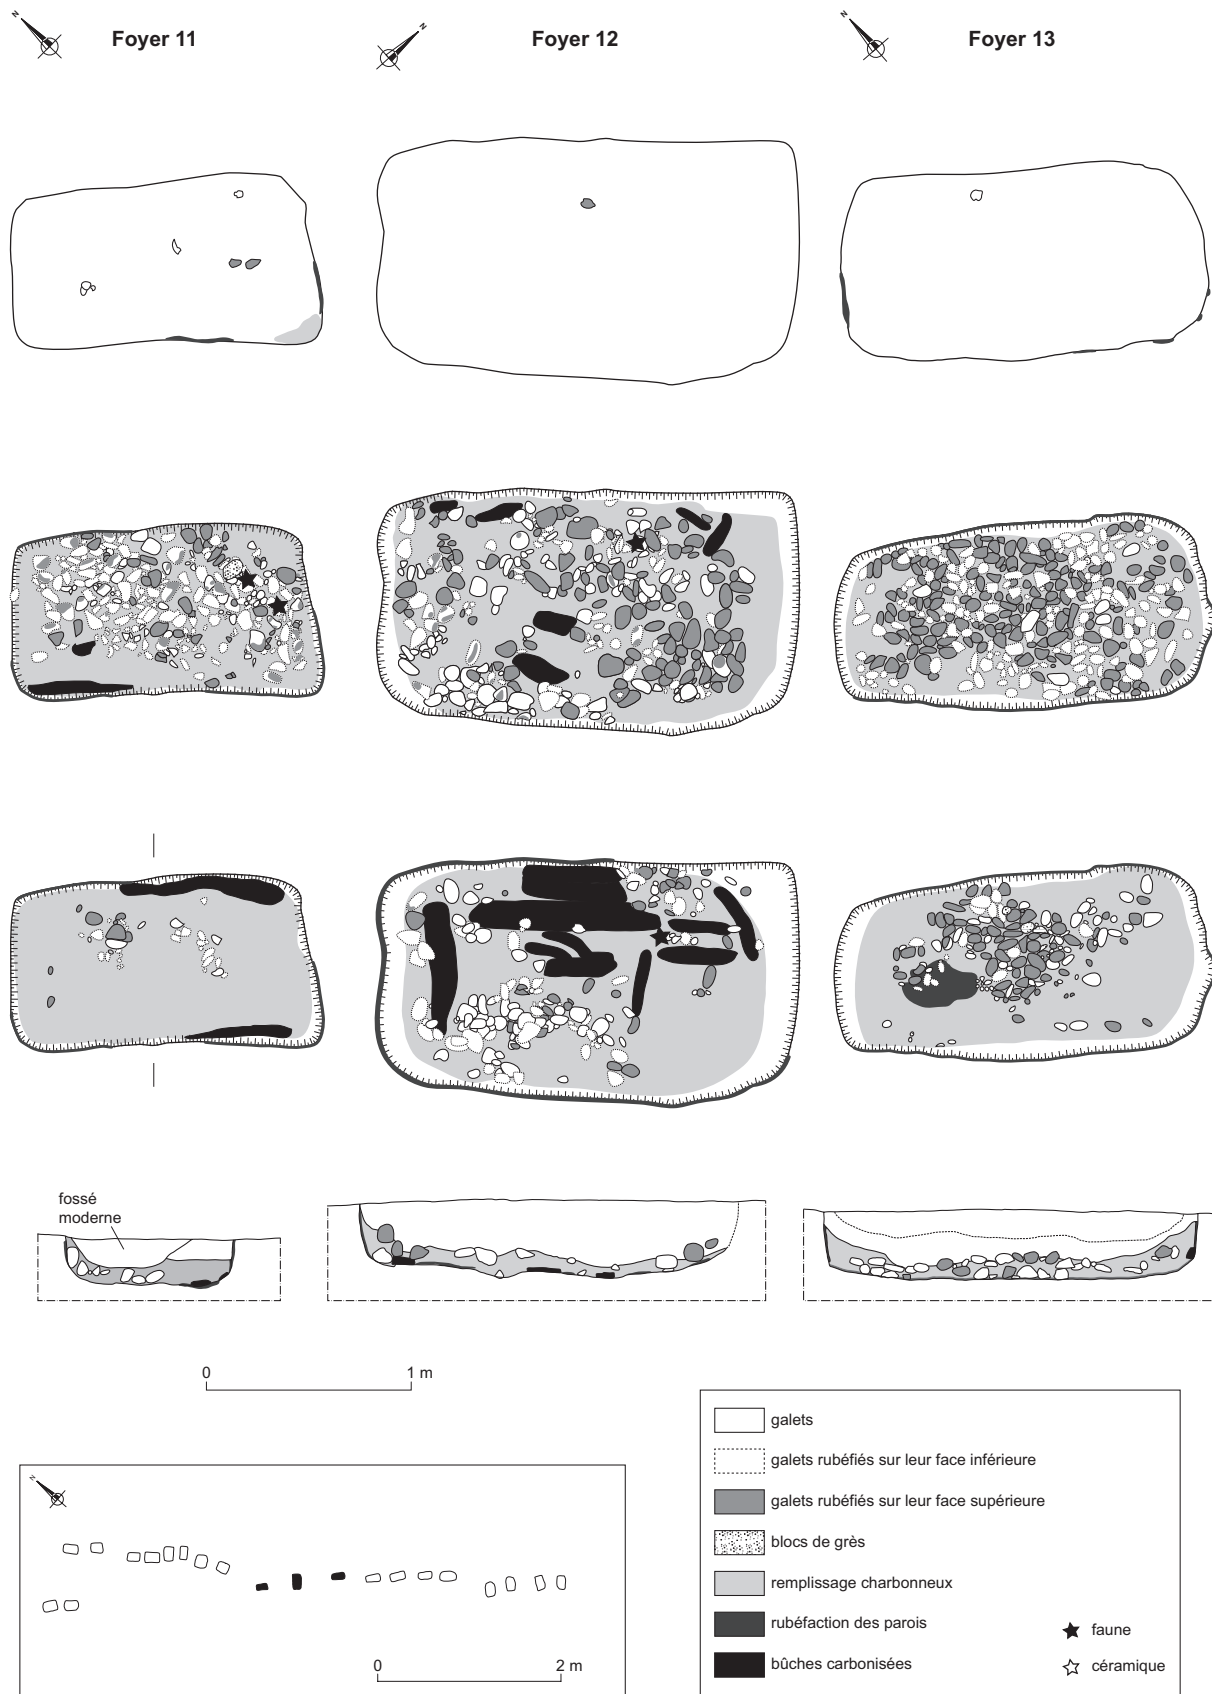 N
Foyer 11
Foyer 12
N
Foyer 13
N
fossé
moderne
0 1 m
N
0 2 m
galets
galets rubéfiés sur leur face inférieure
galets rubéfiés sur leur face supérieure
blocs de grès
remplissage charbonneux
rubéfaction des parois
bûches carbonisées
faune
céramique